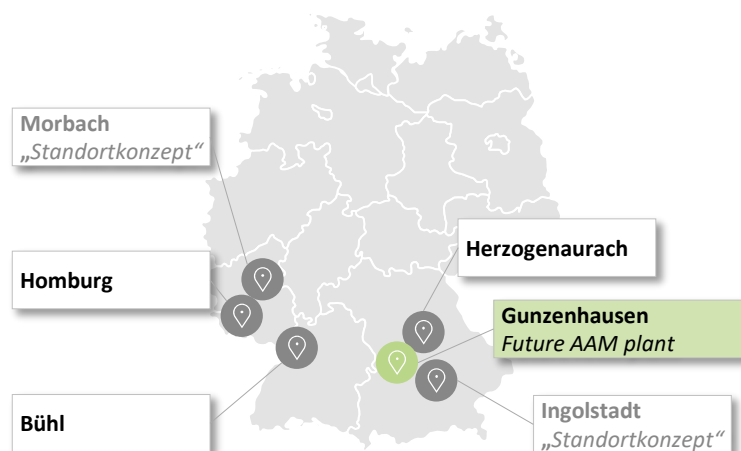 Morbach
„Standortkonzept“
Homburg
Bühl
Herzogenaurach
Gunzenhausen
Future AAM plant
Ingolstadt
„Standortkonzept“